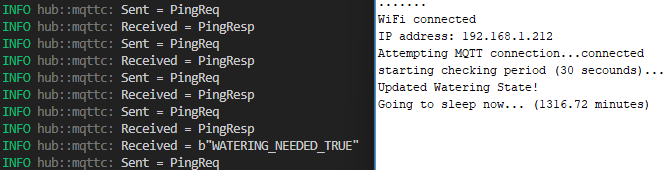 INFO hub::mqttc: Sent = PingReq
INFO hub::mqttc: Received = PingResp
INFO hub::mqttc: Sent = PingReq
INFO hub::mqttc: Received = PingResp
INFO hub::mqttc: Sent = PingReq
INFO hub::mqttc: Received = PingResp
INFO hub::mqttc: Sent = PingReq
INFO hub::mqttc: Received = PingResp
INFO hub::mqttc: Received = b"WATERING_NEEDED_TRUE"
INFO hub::mqttc: Sent = PingReq
.......
WiFi connected
IP address: 192.168.1.212
Attempting MQTT connection...connected
starting checking period (30 secounds)...
Updated Watering State!
Going to sleep now... (1316.72 minutes)